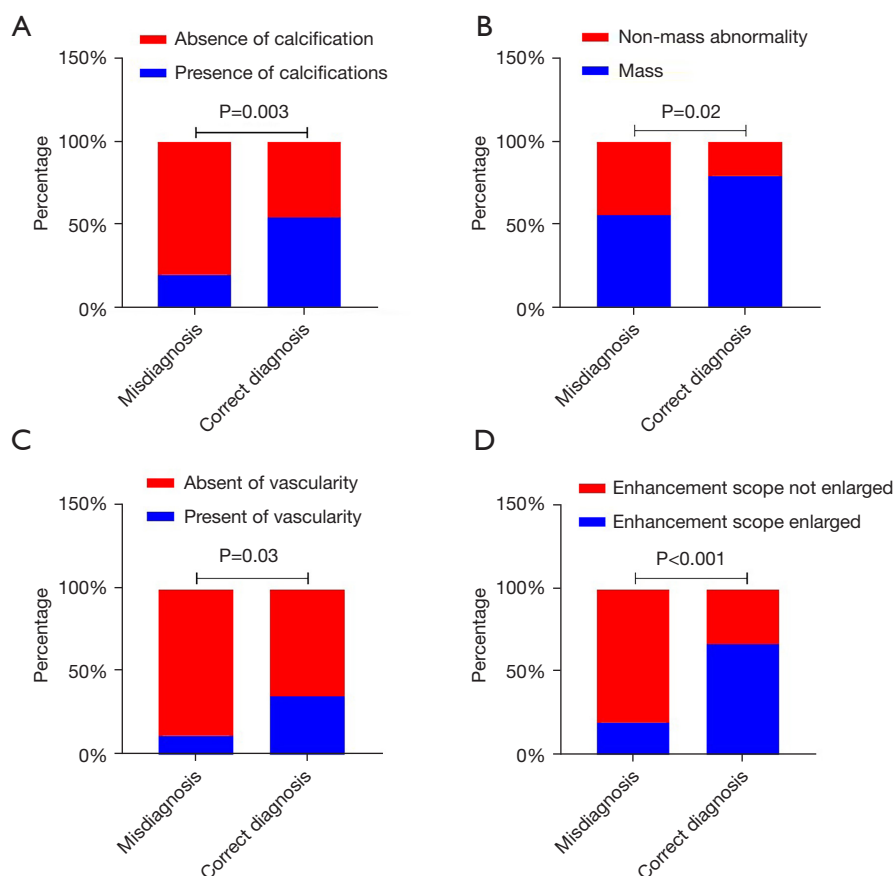 A
Absence of calcification
Presence of calcifications
150%
P=0.003
100%
Percentage
50%
0%
Misdiagnosis
Correct diagnosis
B
Non-mass abnormality
Mass
150%
P=0.02
100%
Percentage
50%
0%
Misdiagnosis
Correct diagnosis
C
Absent of vascularity
Present of vascularity
150%
P=0.03
100%
Percentage
50%
0%
Misdiagnosis
Correct diagnosis
D
Enhancement scope not enlarged
Enhancement scope enlarged
150%
P<0.001
100%
Percentage
50%
0%
Misdiagnosis
Correct diagnosis